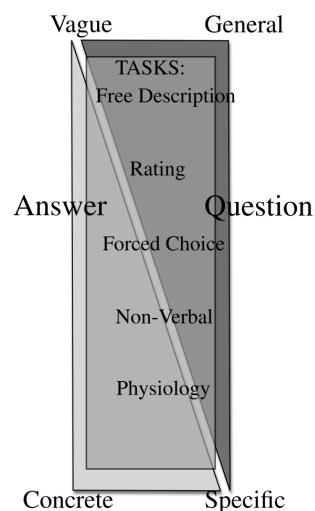 Vague General
TASKS:
Free Description
Rating
Answer Question
Forced Choice
Non-Verbal
Physiology
Concrete Specific